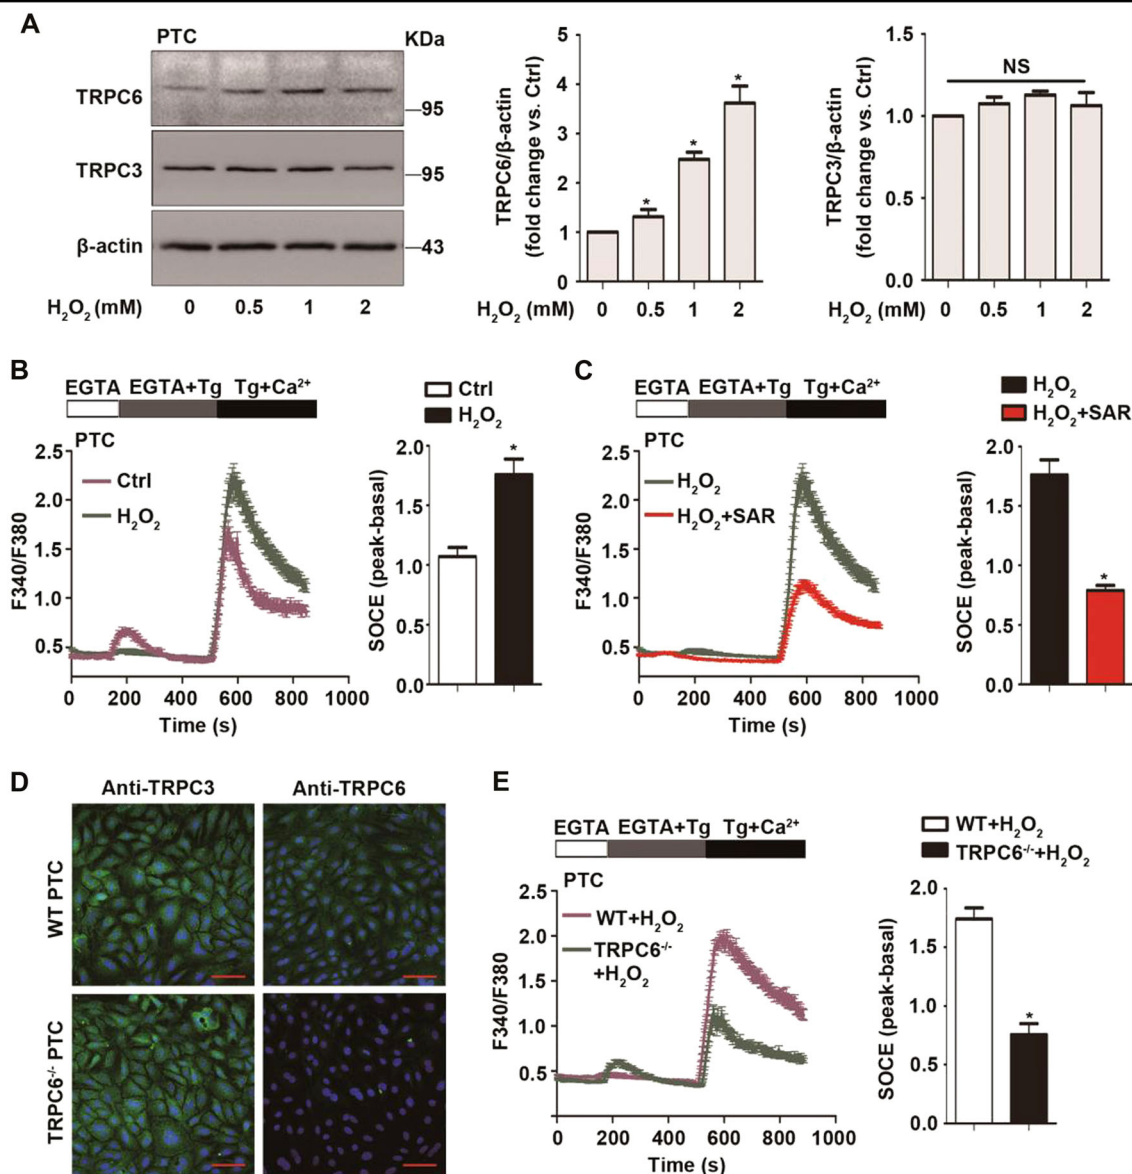 A
PTC
KDa
TRPC6
95
TRPC3
95
β-actin
43
H₂O₂ (mM) 0 0.5 1 2
TRPC6/β-actin
(fold change vs. Ctrl)
5
4
3
2
1
0
* * *
H₂O₂ (mM) 0 0.5 1 2
TRPC3/β-actin
(fold change vs. Ctrl)
1.5
1.0
0.5
0.0
NS
H₂O₂ (mM) 0 0.5 1 2
B
EGTA EGTA+Tg Tg+Ca²⁺
PTC
Ctrl
H₂O₂
F340/F380
2.5
2.0
1.5
1.0
0.5
0 200 400 600 800 1000
Time (s)
Ctrl
H₂O₂
SOCE (peak-basal)
2.0
1.5
1.0
0.5
0.0
*
C
EGTA EGTA+Tg Tg+Ca²⁺
PTC
H₂O₂
H₂O₂+SAR
F340/F380
2.5
2.0
1.5
1.0
0.5
0 200 400 600 800 1000
Time (s)
H₂O₂
H₂O₂+SAR
SOCE (peak-basal)
2.0
1.5
1.0
0.5
0.0
*
D
Anti-TRPC3 Anti-TRPC6
WT PTC
TRPC6⁻/⁻ PTC
E
EGTA EGTA+Tg Tg+Ca²⁺
PTC
WT+H₂O₂
TRPC6⁻/⁻
+H₂O₂
F340/F380
2.5
2.0
1.5
1.0
0.5
0 200 400 600 800 1000
Time (s)
WT+H₂O₂
TRPC6⁻/⁻+H₂O₂
SOCE (peak-basal)
2.0
1.5
1.0
0.5
0.0
*